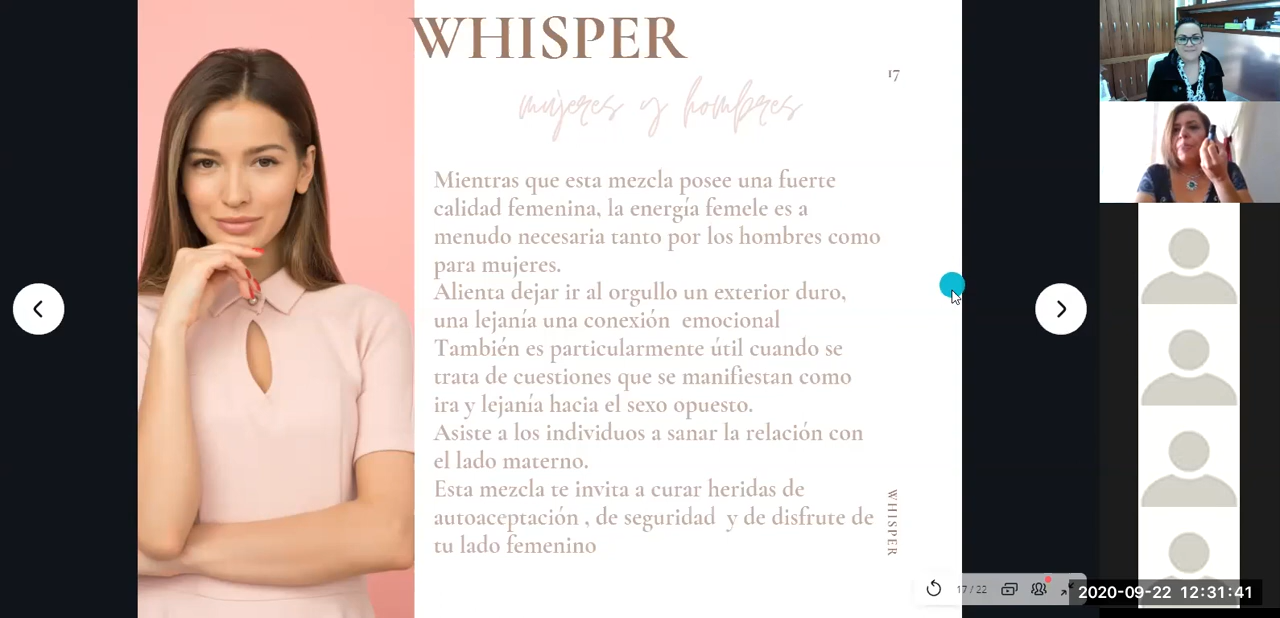 WHISPER
17
mujeres y hombres
Mientras que esta mezcla posee una fuerte
calidad femenina, la energía femele es a
menudo necesaria tanto por los hombres como
para mujeres.
Alienta dejar ir al orgullo un exterior duro,
una lejanía una conexión  emocional
También es particularmente útil cuando se
trata de cuestiones que se manifiestan como
ira y lejanía hacia el sexo opuesto.
Asiste a los individuos a sanar la relación con
el lado materno.
Esta mezcla te invita a curar heridas de
autoaceptación , de seguridad  y de disfrute de
tu lado femenino
WHISPER
17 / 22
2020-09-22 12:31:41